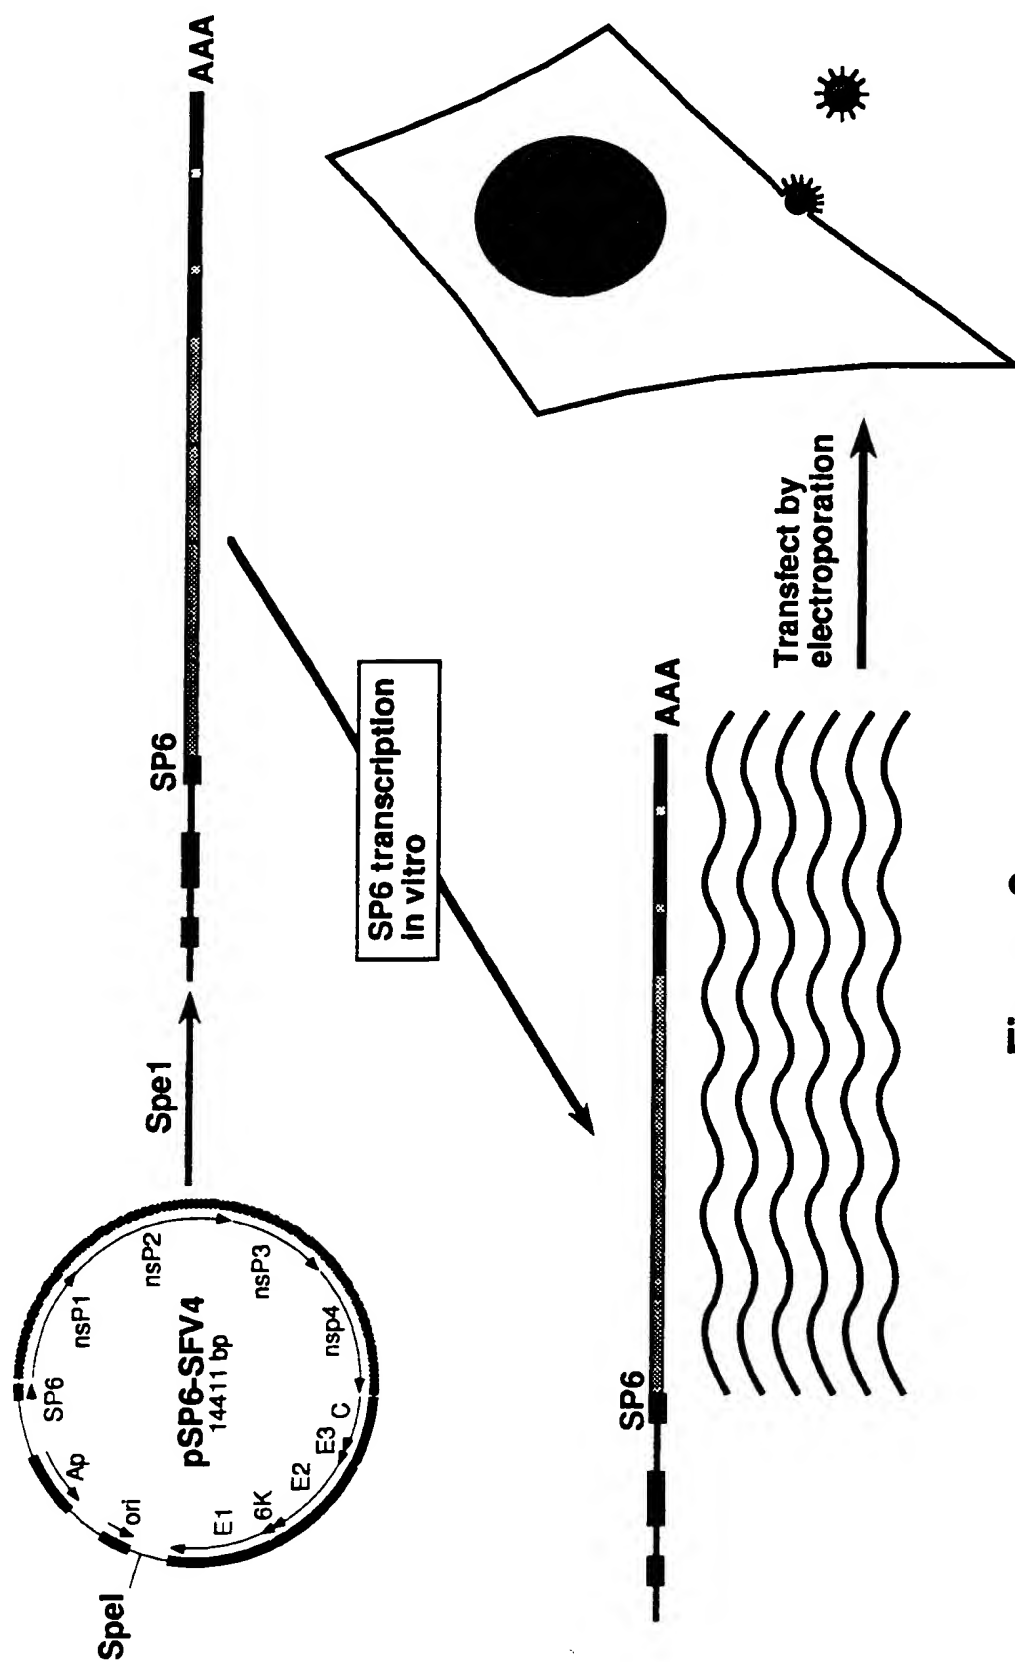 SpeI
ori
Ap
SP6
nsP1
nsP2
nsP3
nsp4
C
E3
E2
6K
E1
pSP6-SFV4
14411 bp
Spe1
SP6
AAA
SP6 transcription
in vitro
SP6
AAA
Transfect by
electroporation